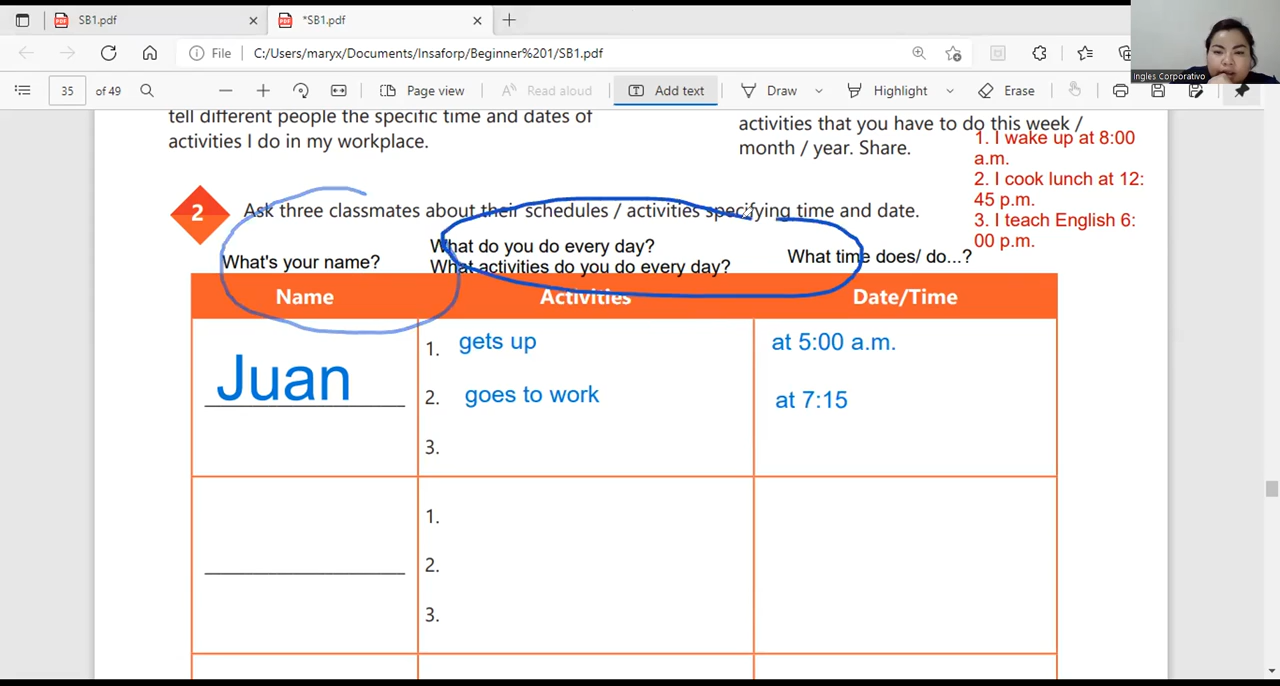 SB1.pdf
*SB1.pdf
File
C:/Users/maryx/Documents/Insaforp/Beginner%201/SB1.pdf
Ingles Corporativo
35 of 49
Page view
Read aloud
Add text
Draw
Highlight
Erase
tell different people the specific time and dates of
activities I do in my workplace.
activities that you have to do this week /
month / year. Share.
1. I wake up at 8:00
a.m.
2. I cook lunch at 12:
45 p.m.
3. I teach English 6:
00 p.m.
2 Ask three classmates about their schedules / activities specifying time and date.
What's your name?
What do you do every day?
What activities do you do every day?
What time does/ do...?
Name
Activities
Date/Time
Juan
1. gets up
at 5:00 a.m.
2. goes to work
at 7:15
3.
1.
2.
3.